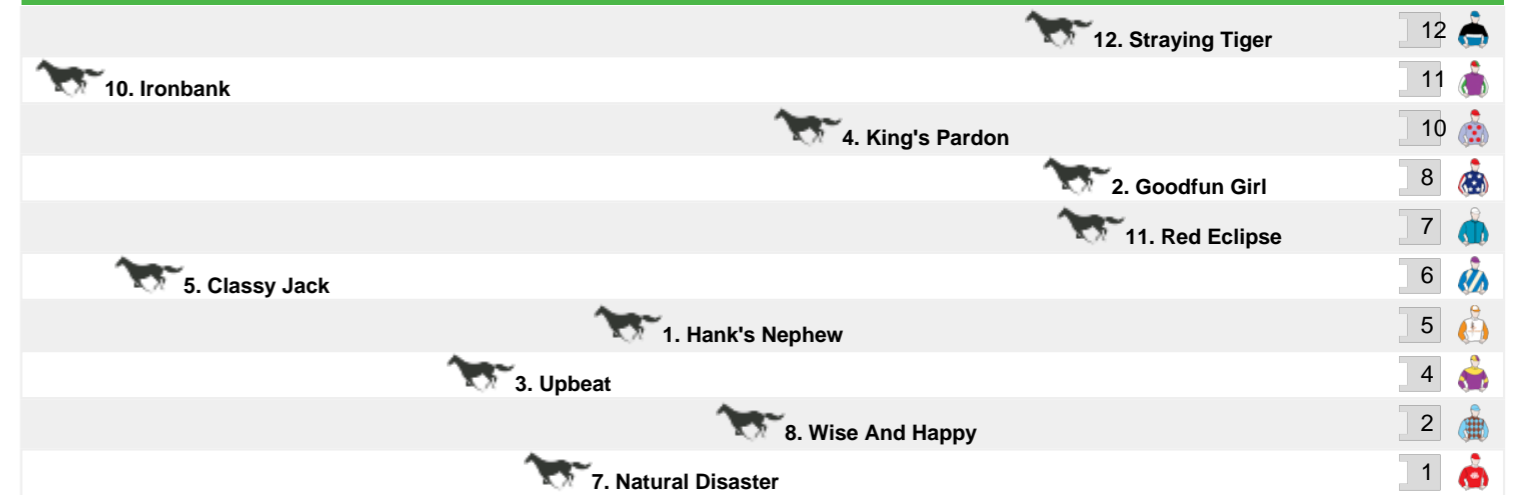 12. Straying Tiger 12
10. Ironbank 11
4. King's Pardon 10
2. Goodfun Girl 8
11. Red Eclipse 7
5. Classy Jack 6
1. Hank's Nephew 5
3. Upbeat 4
8. Wise And Happy 2
7. Natural Disaster 1